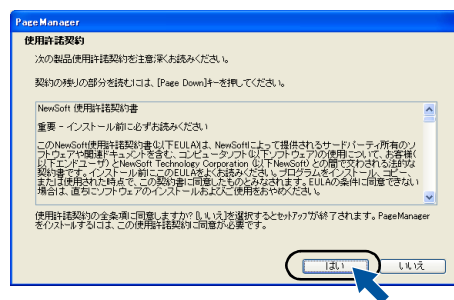 PageManager
使用許諾契約
次の製品使用許諾契約を注意深くお読みください。
契約の残りの部分を読むには、[Page Down]キーを押してください。
NewSoft 使用許諾契約書
重要 - インストール前に必ずお読みください
このNewSoft使用許諾契約書(以下EULA)は、NewSoftによって提供されるサードパーティ所有のソ
フトウェアや関連ドキュメントを含む、コンピュータソフト(以下ソフトウェア)の使用について、お客様(
以下エンドユーザ)とNewSoft Technology Corporation (以下NewSoft) との間で交わされる法的な
契約書です。インストール前にこのEULAをよくお読みください。プログラムをインストール、コピー、
または使用された時点で、この契約書に同意したものとみなされます。EULAの条件に同意できない
場合は、直ちにソフトウェアのインストールおよびご使用をおやめください。
使用許諾契約の全条項に同意しますか? [いいえ]を選択するとセットアップが終了されます。PageManager
をインストールするには、この使用許諾契約に同意が必要です。
はい
いいえ